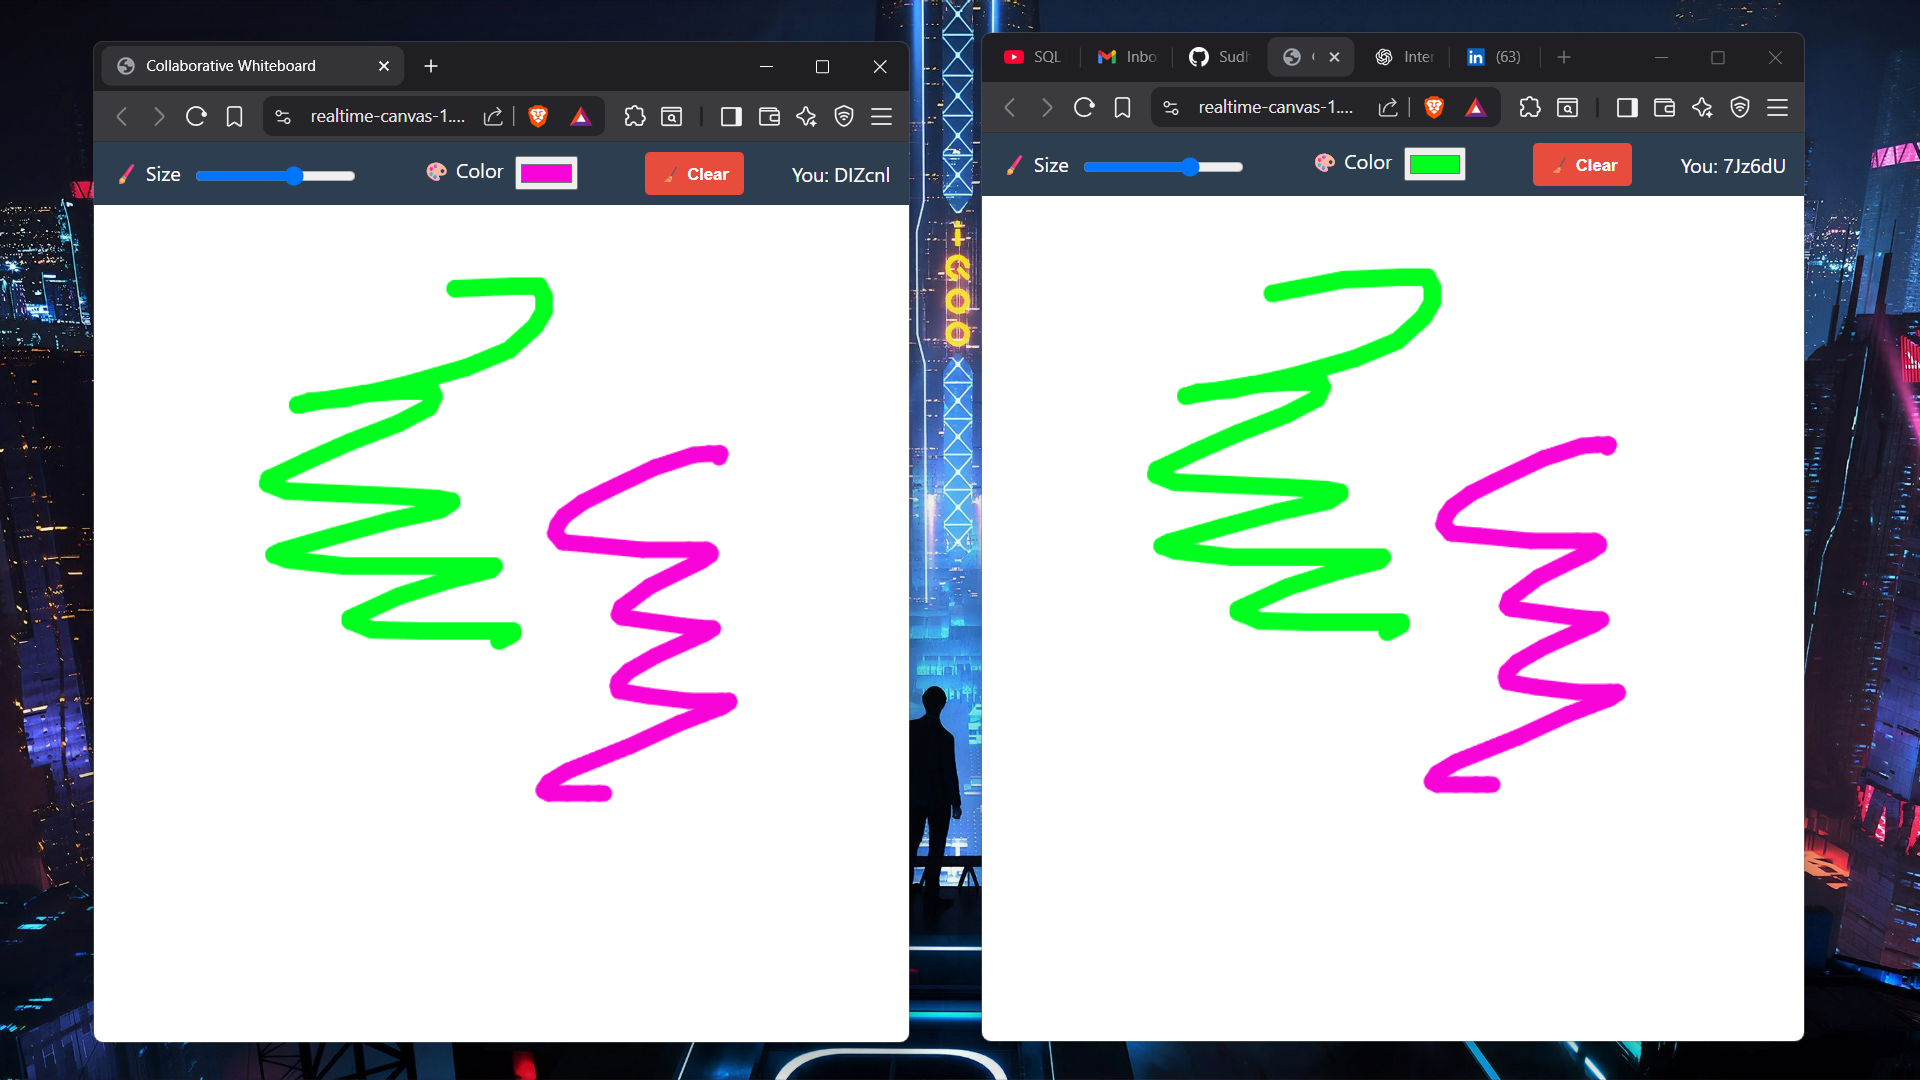 Collaborative Whiteboard
realtime-canvas-1....
Size
Color
Clear
You: DIZcnl
SQL
Inbo
Sudh
Inter
(63)
realtime-canvas-1....
Size
Color
Clear
You: 7Jz6dU